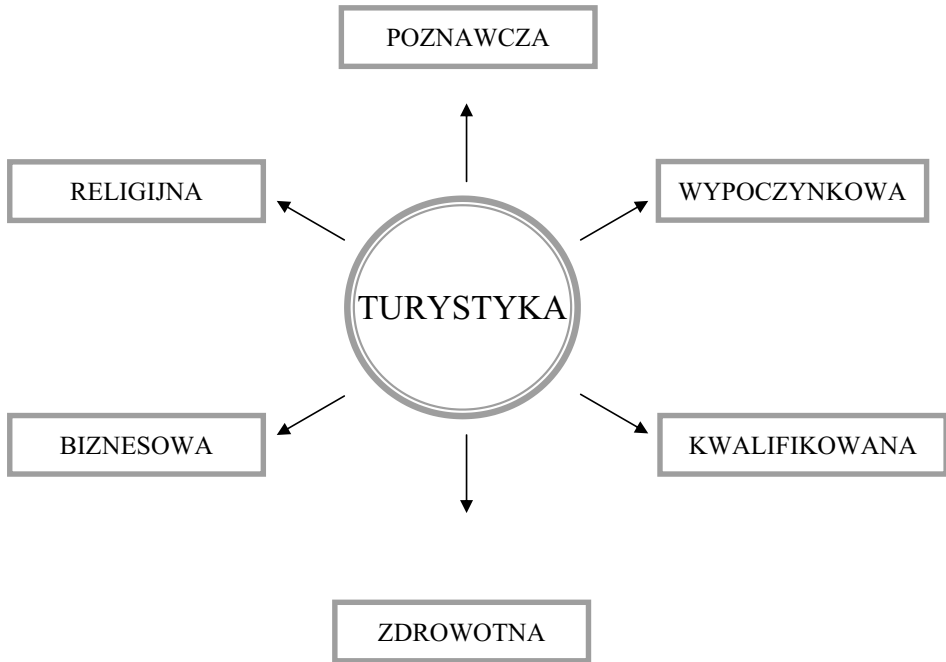 POZNAWCZA
RELIGIJNA
WYPOCZYNKOWA
TURYSTYKA
BIZNESOWA
KWALIFIKOWANA
ZDROWOTNA